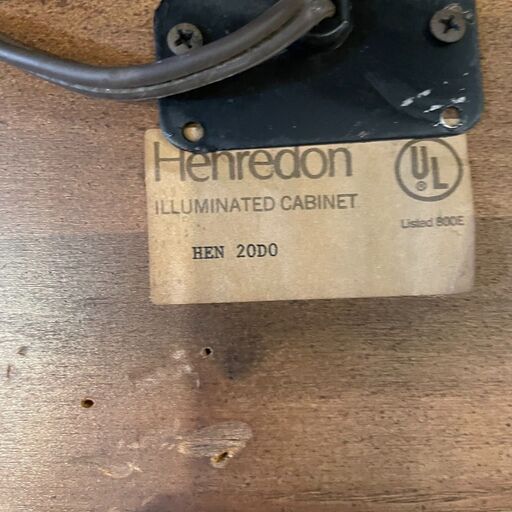 Henredon
UL
®
ILLUMINATED CABINET
Listed 800E
HEN 20D0